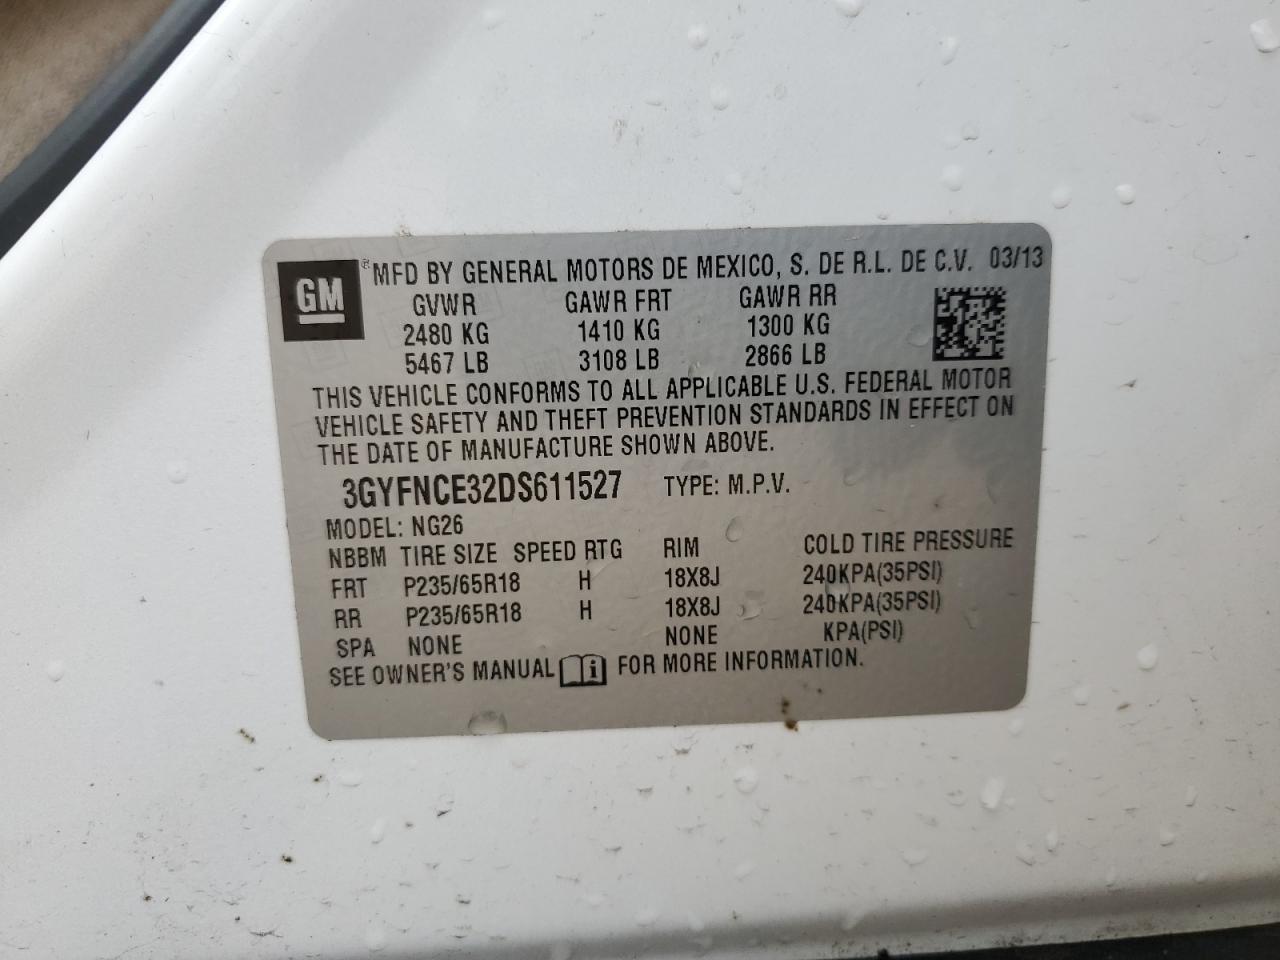 GM
® MFD BY GENERAL MOTORS DE MEXICO, S. DE R.L. DE C.V. 03/13
GVWR GAWR FRT GAWR RR
2480 KG 1410 KG 1300 KG
5467 LB 3108 LB 2866 LB
THIS VEHICLE CONFORMS TO ALL APPLICABLE U.S. FEDERAL MOTOR
VEHICLE SAFETY AND THEFT PREVENTION STANDARDS IN EFFECT ON
THE DATE OF MANUFACTURE SHOWN ABOVE.
3GYFNCE32DS611527 TYPE: M.P.V.
MODEL: NG26
NBBM TIRE SIZE SPEED RTG RIM COLD TIRE PRESSURE
FRT P235/65R18 H 18X8J 240KPA(35PSI)
RR P235/65R18 H 18X8J 240KPA(35PSI)
SPA NONE NONE KPA(PSI)
SEE OWNER'S MANUAL i FOR MORE INFORMATION.